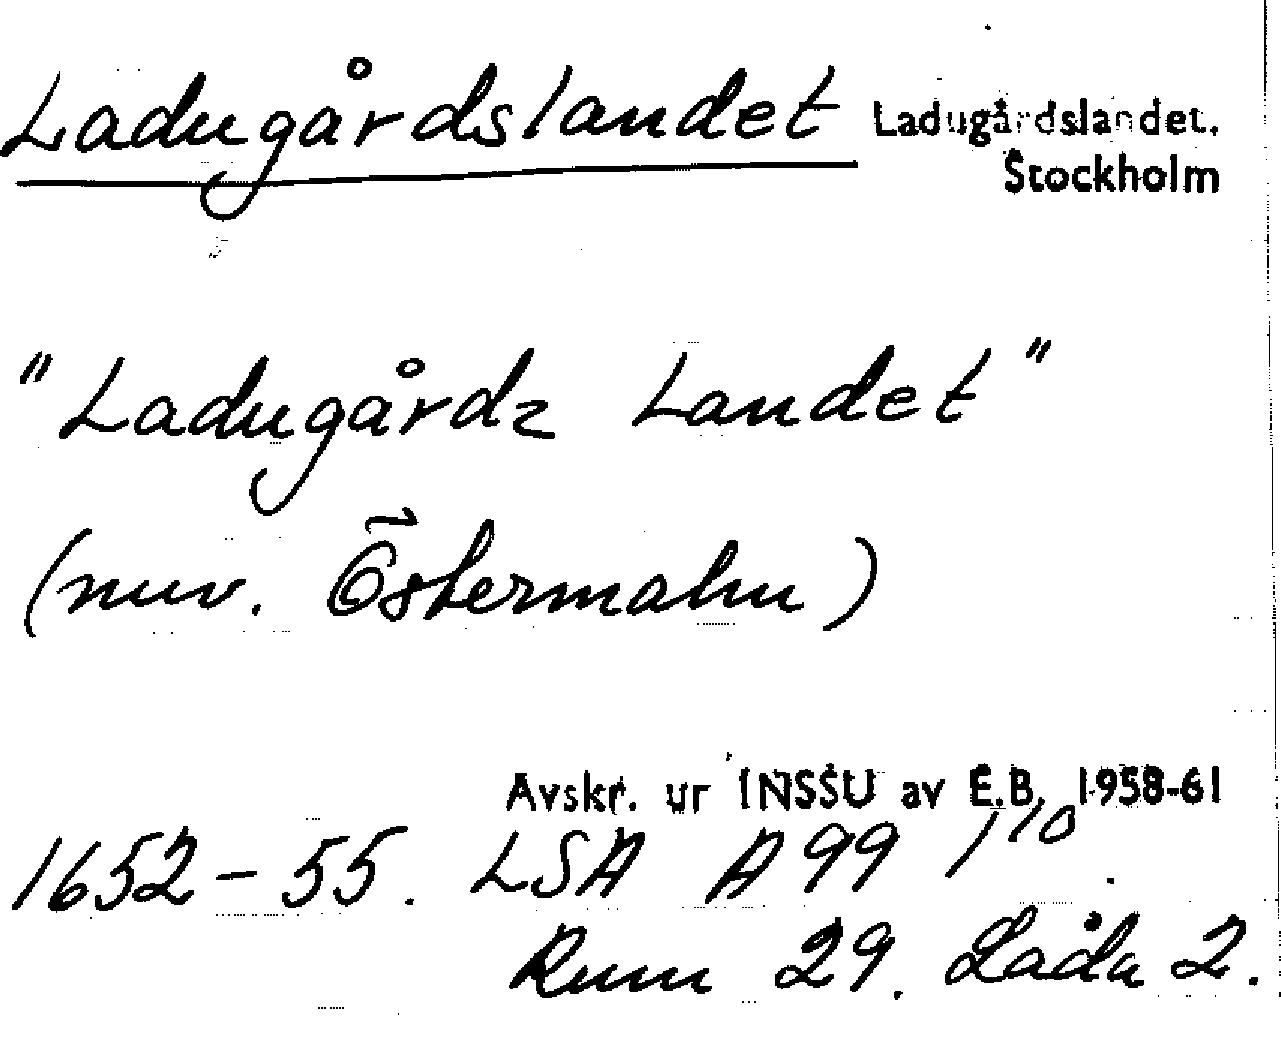 Ladugårdslandet Ladugårdslandet.
Stockholm
"Ladugårdz Landet"
(nuv. Östermalm)
Avskr. ur INSSU av E.B. 1958-61
1652-55. LSA A 99 1/10.
Rum 29. Låda 2.